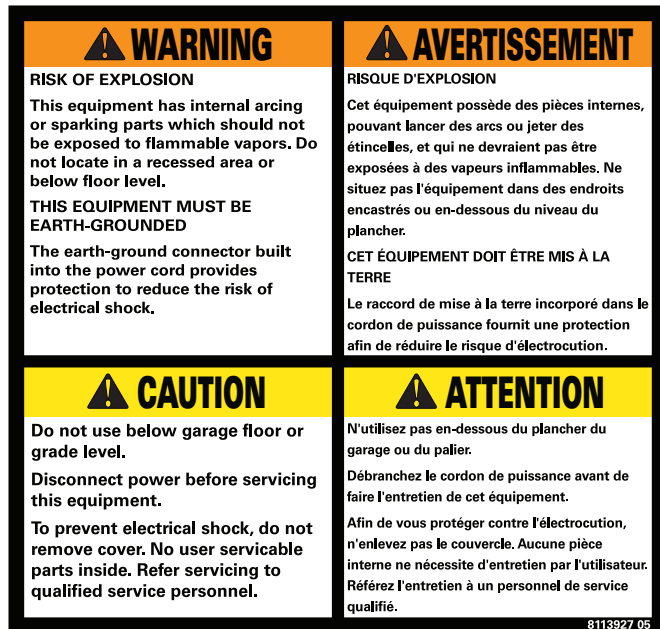 WARNING
RISK OF EXPLOSION
This equipment has internal arcing
or sparking parts which should not
be exposed to flammable vapors. Do
not locate in a recessed area or
below floor level.
THIS EQUIPMENT MUST BE
EARTH-GROUNDED
The earth-ground connector built
into the power cord provides
protection to reduce the risk of
electrical shock.
AVERTISSEMENT
RISQUE D'EXPLOSION
Cet équipement possède des pièces internes,
pouvant lancer des arcs ou jeter des
étincelles, et qui ne devraient pas être
exposées à des vapeurs inflammables. Ne
situez pas l'équipement dans des endroits
encastrés ou en-dessous du niveau du
plancher.
CET ÉQUIPEMENT DOIT ÊTRE MIS À LA
TERRE
Le raccord de mise à la terre incorporé dans le
cordon de puissance fournit une protection
afin de réduire le risque d'électrocution.
CAUTION
Do not use below garage floor or
grade level.
Disconnect power before servicing
this equipment.
To prevent electrical shock, do not
remove cover. No user servicable
parts inside. Refer servicing to
qualified service personnel.
ATTENTION
N'utilisez pas en-dessous du plancher du
garage ou du palier.
Débranchez le cordon de puissance avant de
faire l'entretien de cet équipement.
Afin de vous protéger contre l'électrocution,
n'enlevez pas le couvercle. Aucune pièce
interne ne nécessite d'entretien par l'utilisateur.
Référez l'entretien à un personnel de service
qualifié.
8113927 05